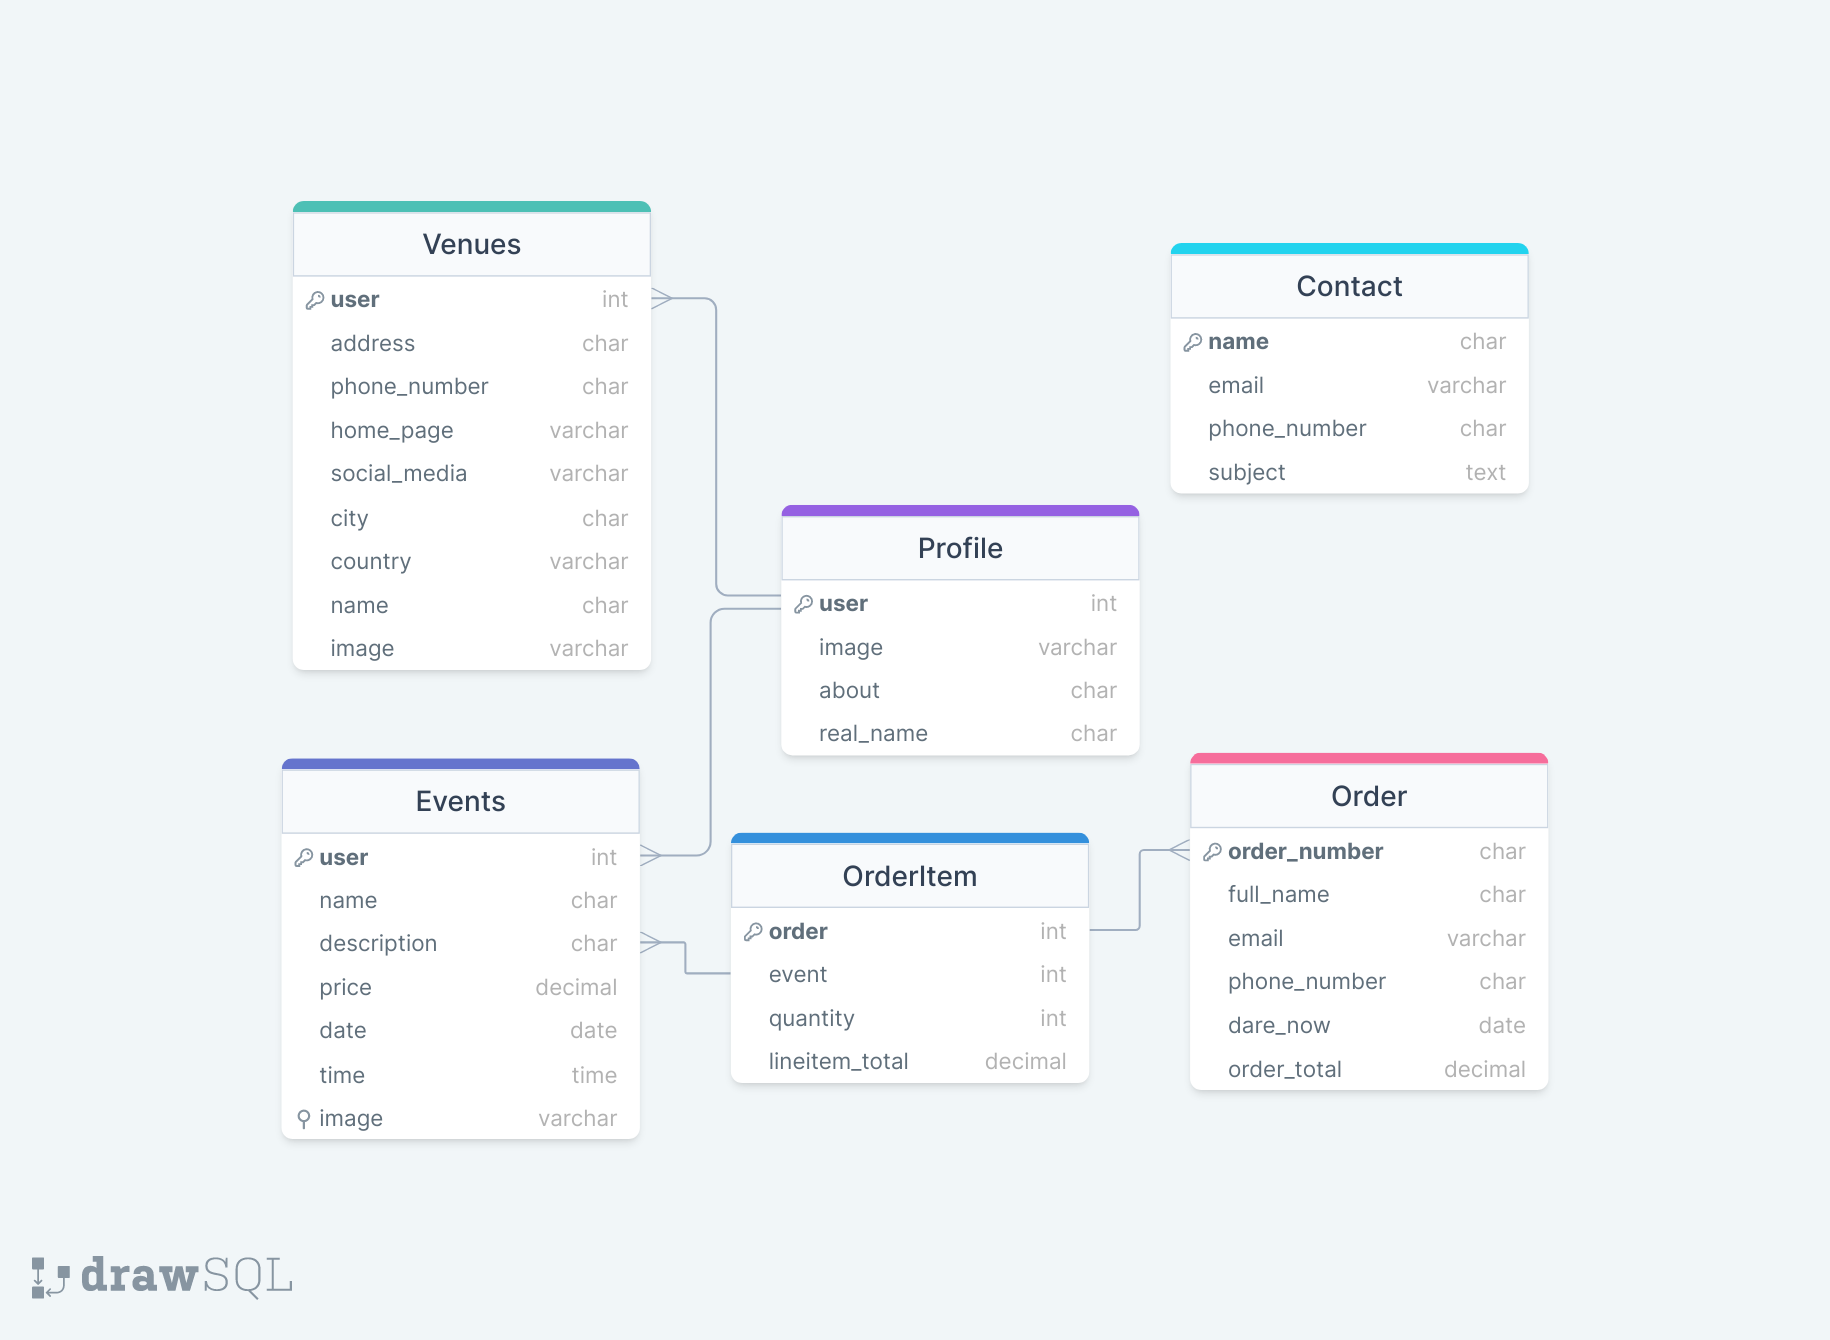 Venues
user int
address char
phone_number char
home_page varchar
social_media varchar
city char
country varchar
name char
image varchar
Contact
name char
email varchar
phone_number char
subject text
Profile
user int
image varchar
about char
real_name char
Events
user int
name char
description char
price decimal
date date
time time
image varchar
OrderItem
order int
event int
quantity int
lineitem_total decimal
Order
order_number char
full_name char
email varchar
phone_number char
dare_now date
order_total decimal
drawSQL